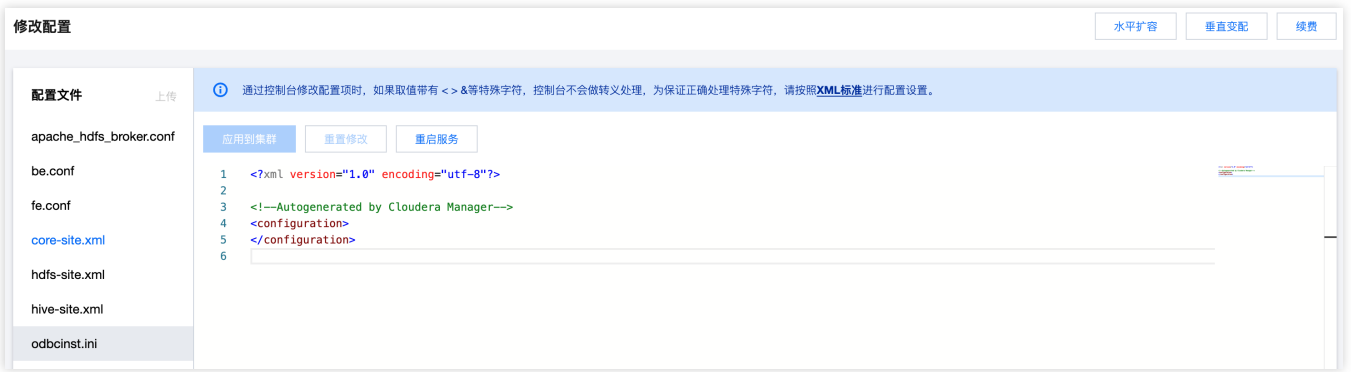 修改配置
水平扩容
垂直变配
续费
配置文件
上传
apache_hdfs_broker.conf
be.conf
fe.conf
core-site.xml
hdfs-site.xml
hive-site.xml
odbcinst.ini
通过控制台修改配置项时，如果取值带有 < > &等特殊字符，控制台不会做转义处理，为保证正确处理特殊字符，请按照XML标准进行配置设置。
应用到集群
重置修改
重启服务
1 <?xml version="1.0" encoding="utf-8"?>
2
3 <!--Autogenerated by Cloudera Manager-->
4 <configuration>
5 </configuration>
6